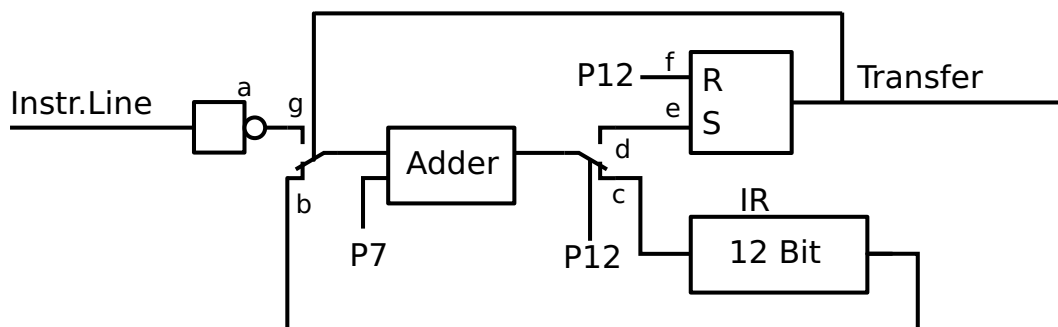 Instr.Line
a
g
b
Adder
P7
P12
f
e
R
S
Transfer
d
c
P12
IR
12 Bit